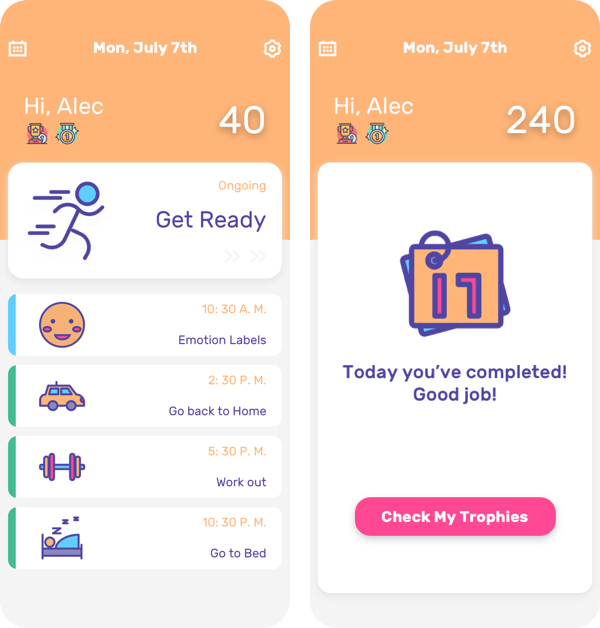 Mon, July 7th
Hi, Alec
40
Ongoing
Get Ready
10: 30 A. M.
Emotion Labels
2: 30 P. M.
Go back to Home
5: 30 P. M.
Work out
10: 30 P. M.
Go to Bed
Mon, July 7th
Hi, Alec
240
Today you’ve completed!
Good job!
Check My Trophies